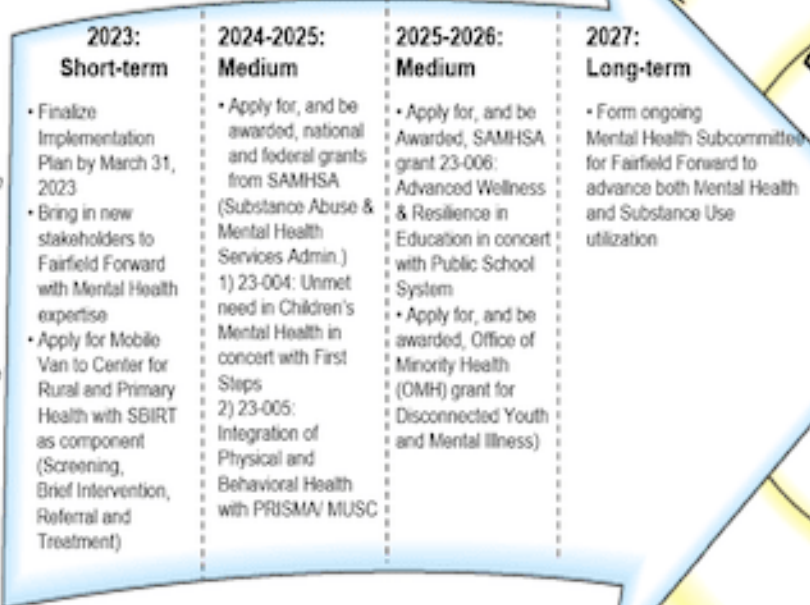 2023:
Short-term
• Finalize
Implementation
Plan by March 31,
2023
• Bring in new
stakeholders to
Fairfield Forward
with Mental Health
expertise
• Apply for Mobile
Van to Center for
Rural and Primary
Health with SBIRT
as component
(Screening,
Brief Intervention,
Referral and
Treatment)
2024-2025:
Medium
• Apply for, and be
awarded, national
and federal grants
from SAMHSA
(Substance Abuse &
Mental Health
Services Admin.)
1) 23-004: Unmet
need in Children's
Mental Health in
concert with First
Steps
2) 23-005:
Integration of
Physical and
Behavioral Health
with PRISMA/ MUSC
2025-2026:
Medium
• Apply for, and be
Awarded, SAMHSA
grant 23-006:
Advanced Wellness
& Resilience in
Education in concert
with Public School
System
• Apply for, and be
awarded, Office of
Minority Health
(OMH) grant for
Disconnected Youth
and Mental Illness)
2027:
Long-term
• Form ongoing
Mental Health Subcommittee
for Fairfield Forward to
advance both Mental Health
and Substance Use
utilization